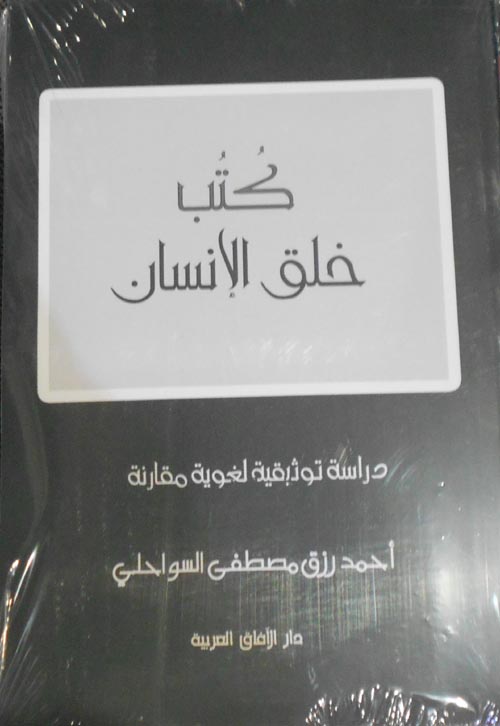 كُتُب
خلق الإنسان
دراسة توثيقية لغوية مقارنة
أحمد رزق مصطفى السواحلي
دار الآفاق العربية